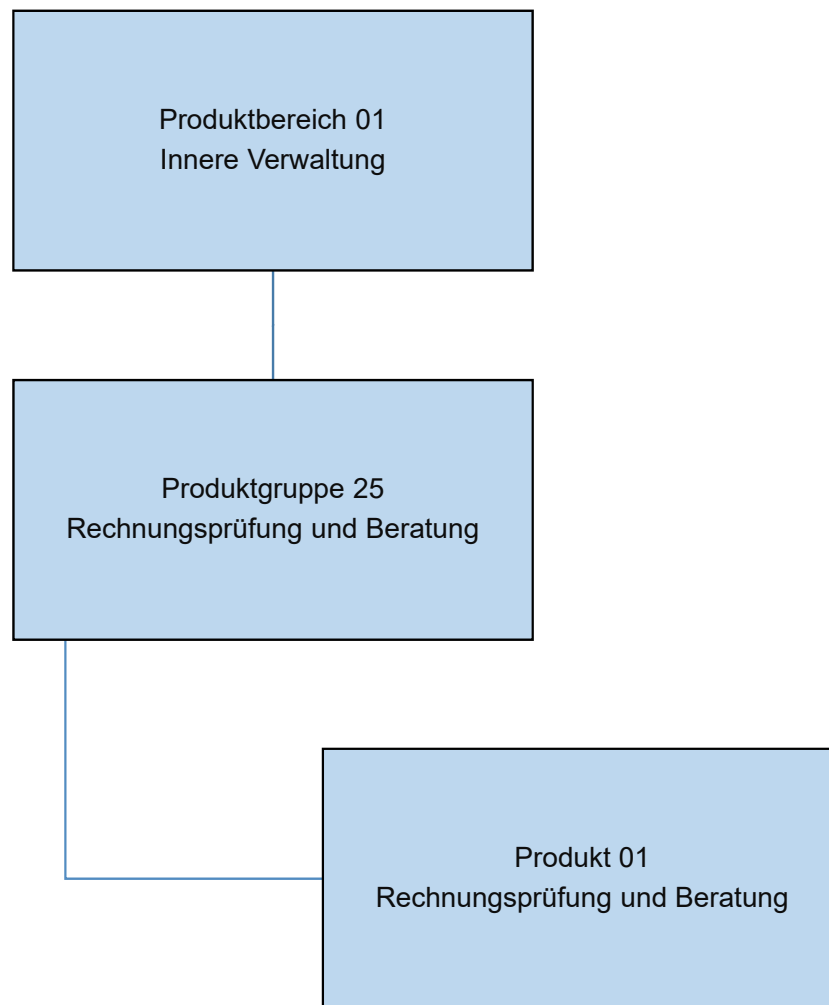 Produktbereich 01
Innere Verwaltung
Produktgruppe 25
Rechnungsprüfung und Beratung
Produkt 01
Rechnungsprüfung und Beratung